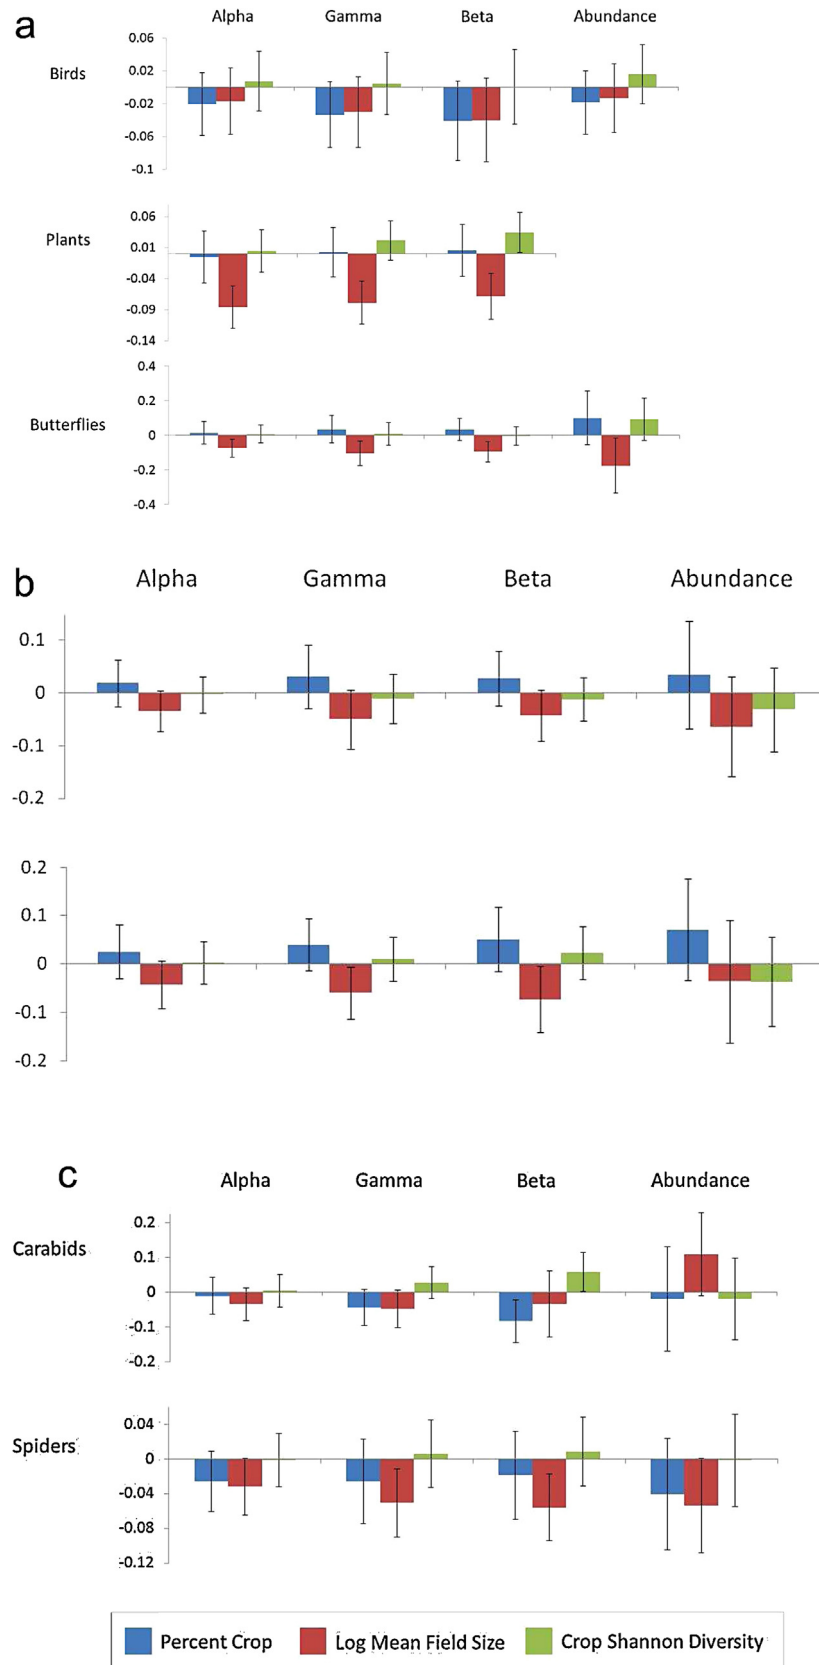 a
Alpha Gamma Beta Abundance
Birds
0.06
0.02
-0.02
-0.06
-0.1
Plants
0.06
0.01
-0.04
-0.09
-0.14
Butterflies
0.4
0.2
0
-0.2
-0.4
b
Alpha Gamma Beta Abundance
0.1
0
-0.1
-0.2
0.2
0.1
0
-0.1
-0.2
c
Alpha Gamma Beta Abundance
Carabids
0.2
0.1
0
-0.1
-0.2
Spiders
0.04
0
-0.04
-0.08
-0.12
Percent Crop Log Mean Field Size Crop Shannon Diversity